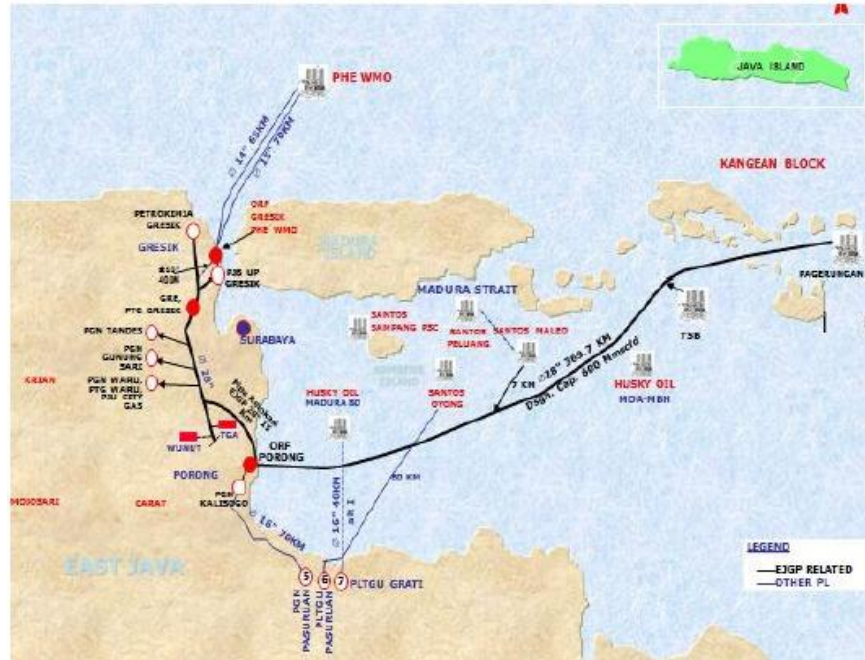 JAVA ISLAND
PHE WMO
14" 65KM
KANGEAN BLOCK
PETROKIMIA
GRESIK
ORF
GRESIK
PHE WMO
GRESIK
MADURA
ISLAND
PJB UP
GRESIK
PAGERUNGAN
MADURA STRAIT
GRE,
PTG GRESIK
SANTOS
SAMPANG PSC
SANTOS
PELUANG
SANTOS MALEO
TSB
PGN TANDES
SURABAYA
PGN
GUNUNG
SARI
28"
KRIAN
PGN WARU,
PTG WARU,
PJU CITY
GAS
HUSKY OIL
MADURA BD
SANTOS
OYONG
7 KM
28" 369.7 KM
Dsgn. Cap. 600 Mmscfd
HUSKY OIL
MDA-MBH
TGA
WUNUT
ORF
PORONG
PORONG
PGN
KALISOGO
MOJOSARI
CARAT
16" 70KM
16" 40KM
60 KM
EAST JAVA
LEGEND
EJGP RELATED
OTHER PL
5
6
7
PLTGU GRATI
PGN
PASURUAN
PLTGU
PASURUAN